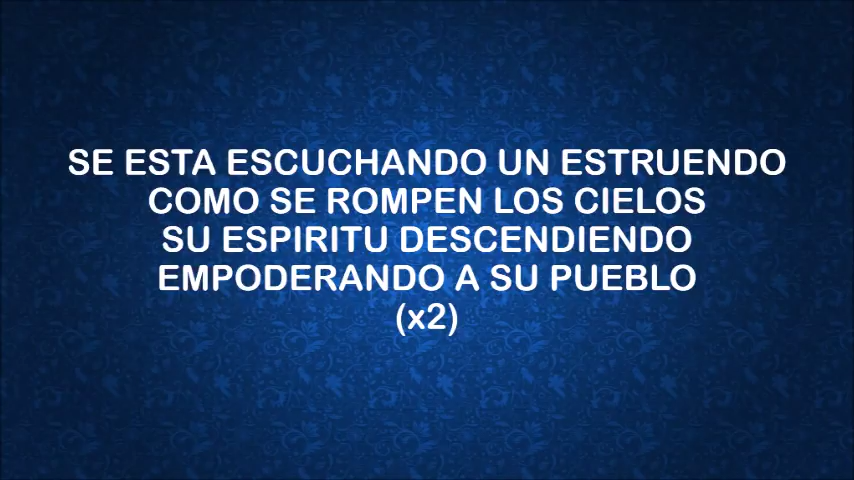 SE ESTA ESCUCHANDO UN ESTRUENDO
COMO SE ROMPEN LOS CIELOS
SU ESPIRITU DESCENDIENDO
EMPODERANDO A SU PUEBLO
(x2)